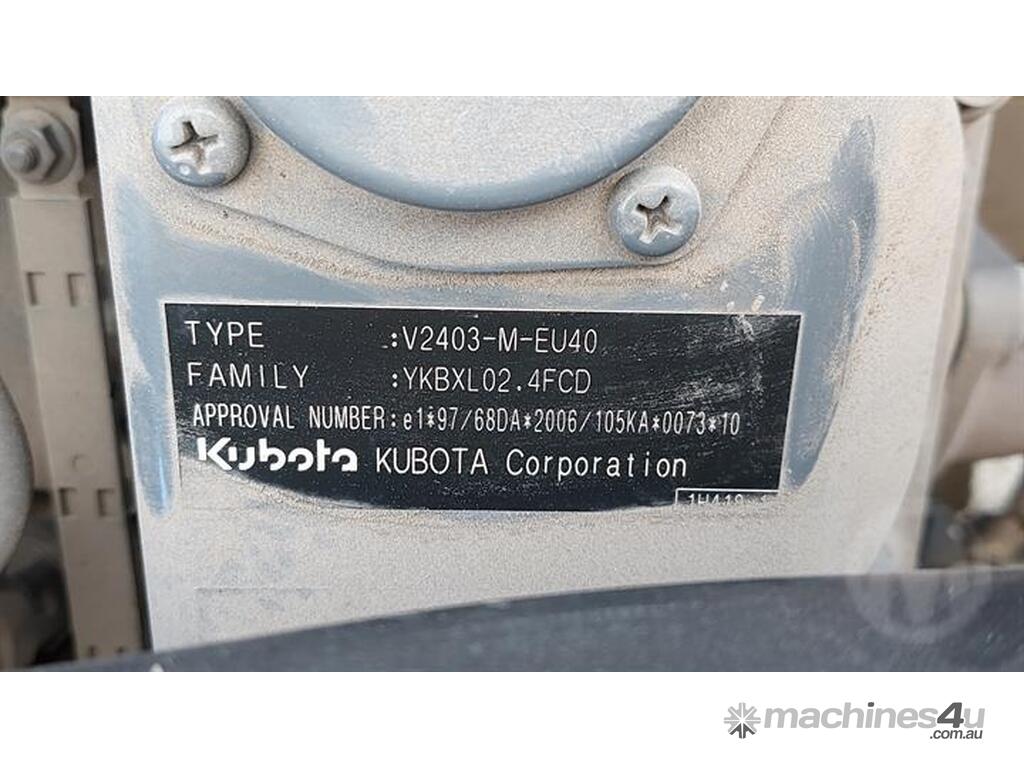 TYPE :V2403-M-EU40
FAMILY :YKBXL02.4FCD
APPROVAL NUMBER:e1*97/68DA*2006/105KA*0073*10
Kubota KUBOTA Corporation
machines4u
.com.au